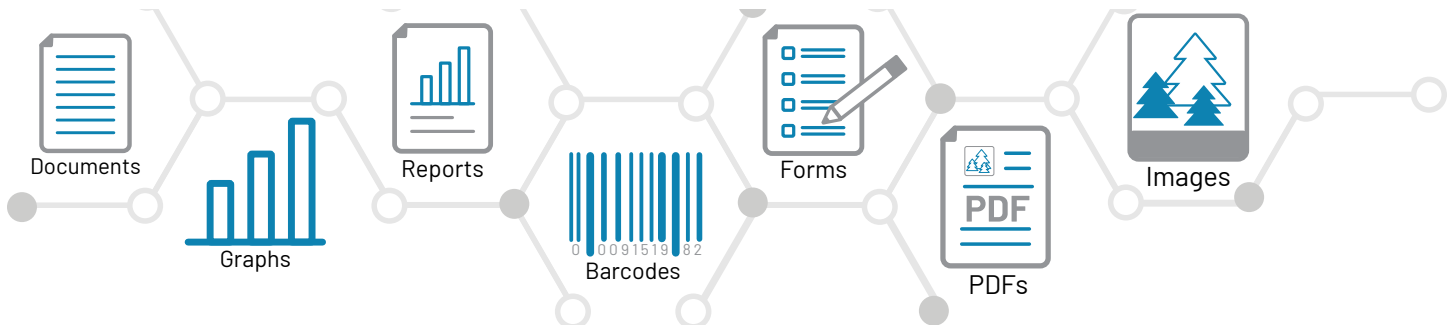 Documents
Graphs
Reports
0 0091519 82
Barcodes
Forms
PDF
PDFs
Images